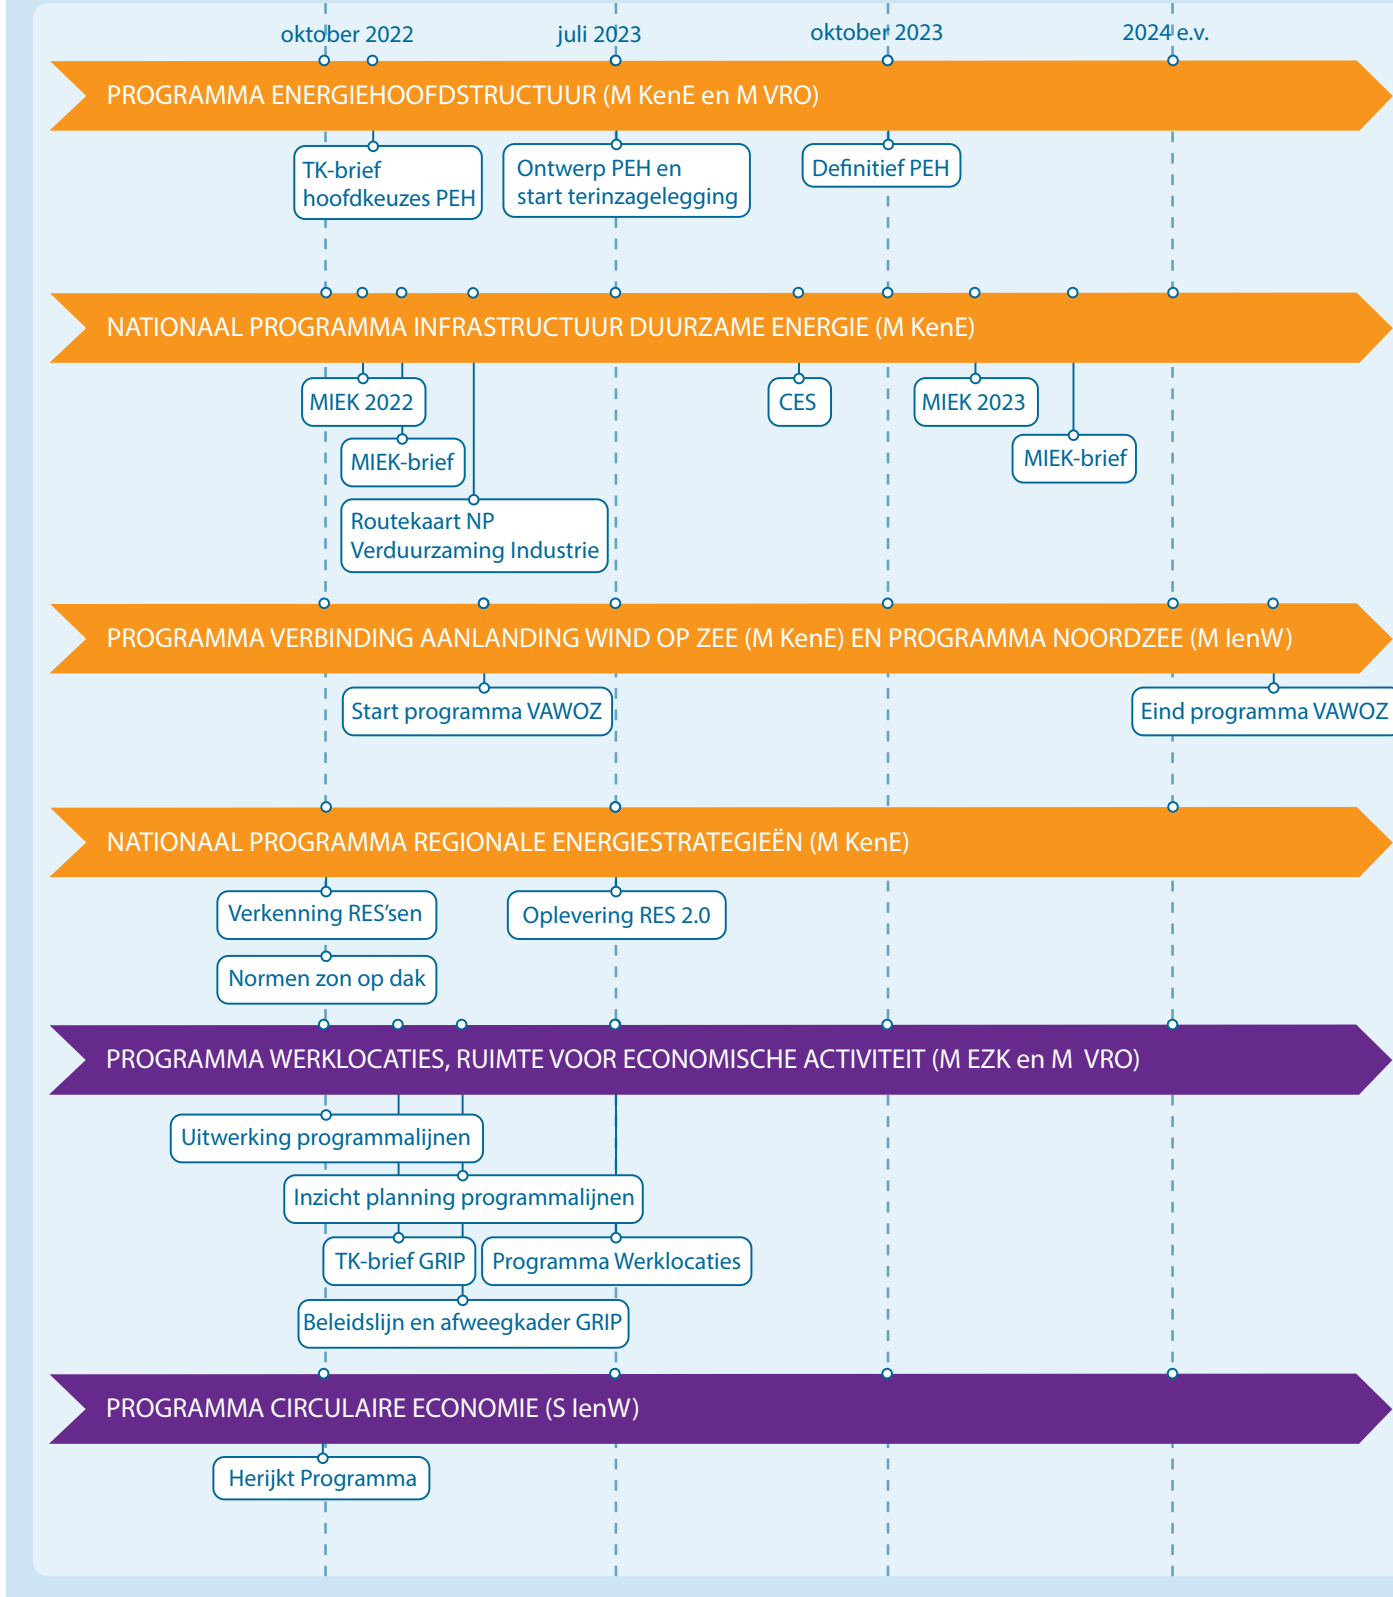 oktober 2022
juli 2023
oktober 2023
2024 e.v.
PROGRAMMA ENERGIEHOOFDSTRUCTUUR (M KenE en M VRO)
TK-brief
hoofdkeuzes PEH
Ontwerp PEH en
start terinzagelegging
Definitief PEH
NATIONAAL PROGRAMMA INFRASTRUCTUUR DUURZAME ENERGIE (M KenE)
MIEK 2022
CES
MIEK 2023
MIEK-brief
MIEK-brief
Routekaart NP
Verduurzaming Industrie
PROGRAMMA VERBINDING AANLANDING WIND OP ZEE (M KenE) EN PROGRAMMA NOORDZEE (M IenW)
Start programma VAWOZ
Eind programma VAWOZ
NATIONAAL PROGRAMMA REGIONALE ENERGIESTRATEGIEËN (M KenE)
Verkenning RES’sen
Oplevering RES 2.0
Normen zon op dak
PROGRAMMA WERKLOCATIES, RUIMTE VOOR ECONOMISCHE ACTIVITEIT (M EZK en M VRO)
Uitwerking programmalijnen
Inzicht planning programmalijnen
TK-brief GRIP
Programma Werklocaties
Beleidslijn en afweegkader GRIP
PROGRAMMA CIRCULAIRE ECONOMIE (S IenW)
Herijkt Programma